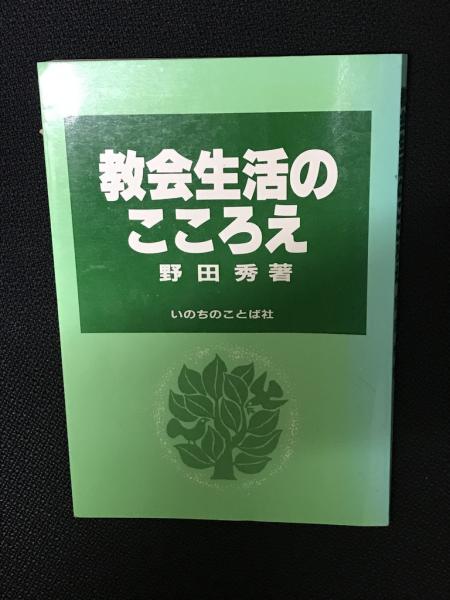 教会生活の
こころえ
野田秀著
いのちのことば社